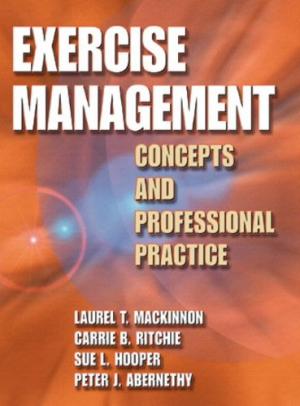 EXERCISE
MANAGEMENT
CONCEPTS
AND
PROFESSIONAL
PRACTICE
LAUREL T. MACKINNON
CARRIE B. RITCHIE
SUE L. HOOPER
PETER J. ABERNETHY